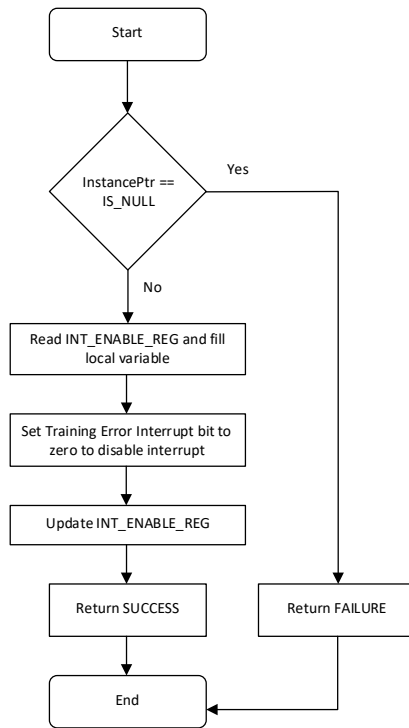 Start
InstancePtr ==
IS_NULL
Yes
No
Read INT_ENABLE_REG and fill
local variable
Set Training Error Interrupt bit to
zero to disable interrupt
Update INT_ENABLE_REG
Return SUCCESS
Return FAILURE
End